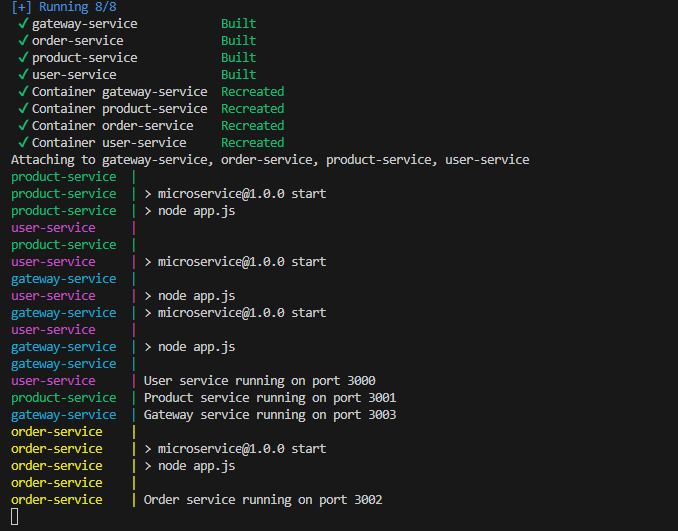 [+] Running 8/8
✓ gateway-service Built
✓ order-service Built
✓ product-service Built
✓ user-service Built
✓ Container gateway-service Recreated
✓ Container product-service Recreated
✓ Container order-service Recreated
✓ Container user-service Recreated
Attaching to gateway-service, order-service, product-service, user-service
product-service |
product-service | > microservice@1.0.0 start
product-service | > node app.js
user-service |
product-service |
user-service | > microservice@1.0.0 start
gateway-service |
user-service | > node app.js
gateway-service | > microservice@1.0.0 start
user-service |
gateway-service | > node app.js
gateway-service |
user-service | User service running on port 3000
product-service | Product service running on port 3001
gateway-service | Gateway service running on port 3003
order-service |
order-service | > microservice@1.0.0 start
order-service | > node app.js
order-service |
order-service | Order service running on port 3002